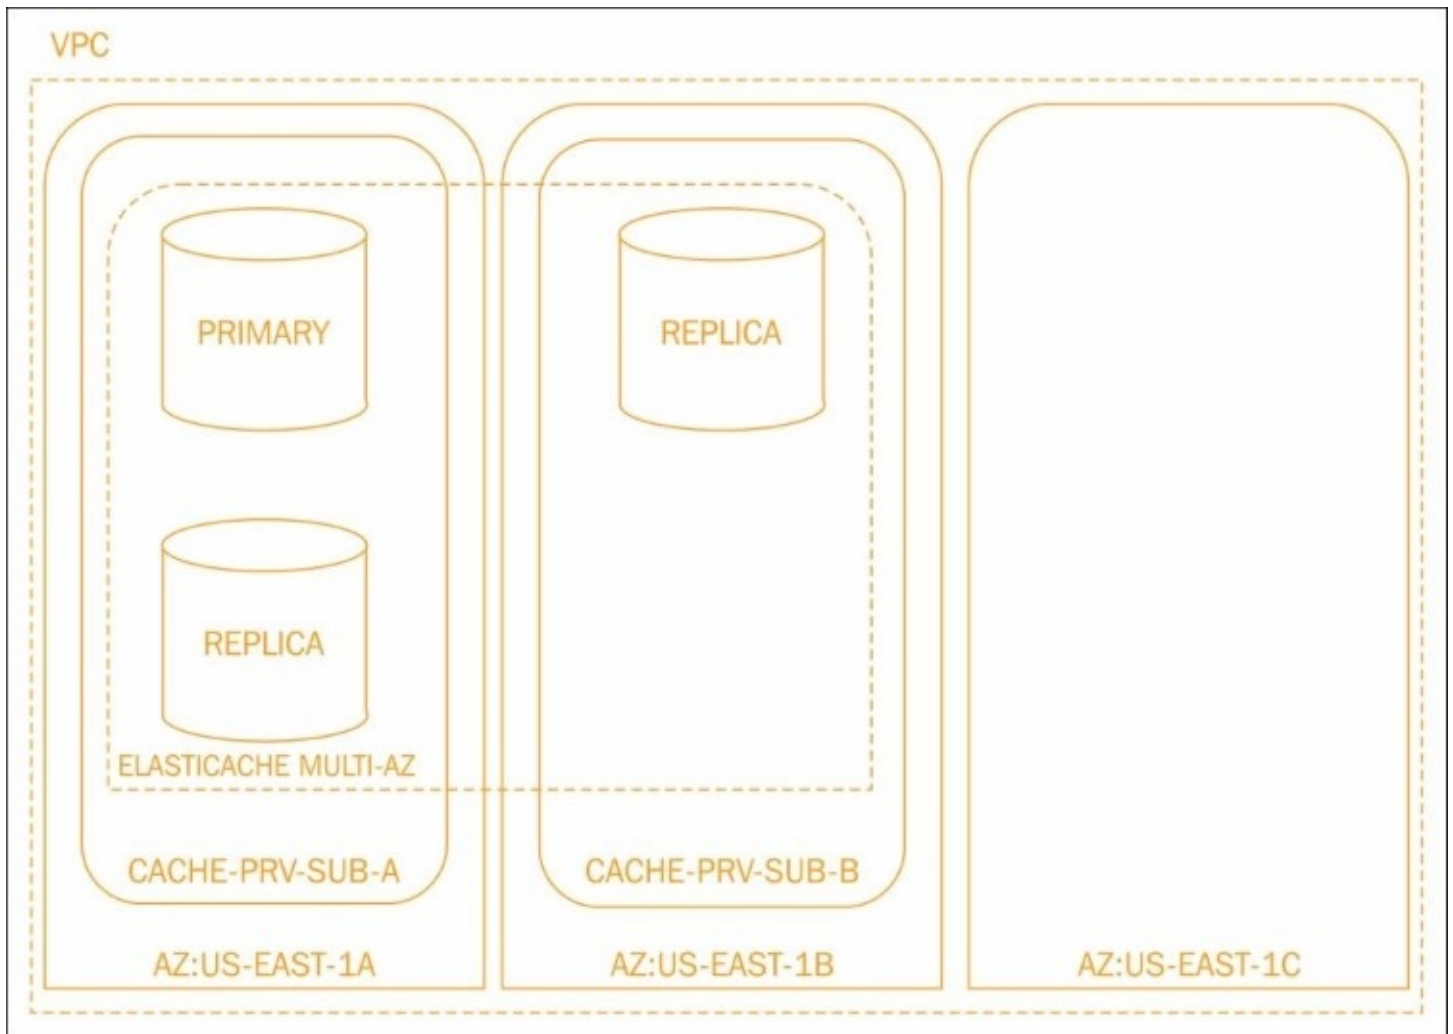 VPC
PRIMARY
REPLICA
REPLICA
ELASTICACHE MULTI-AZ
CACHE-PRV-SUB-A
CACHE-PRV-SUB-B
AZ:US-EAST-1A
AZ:US-EAST-1B
AZ:US-EAST-1C